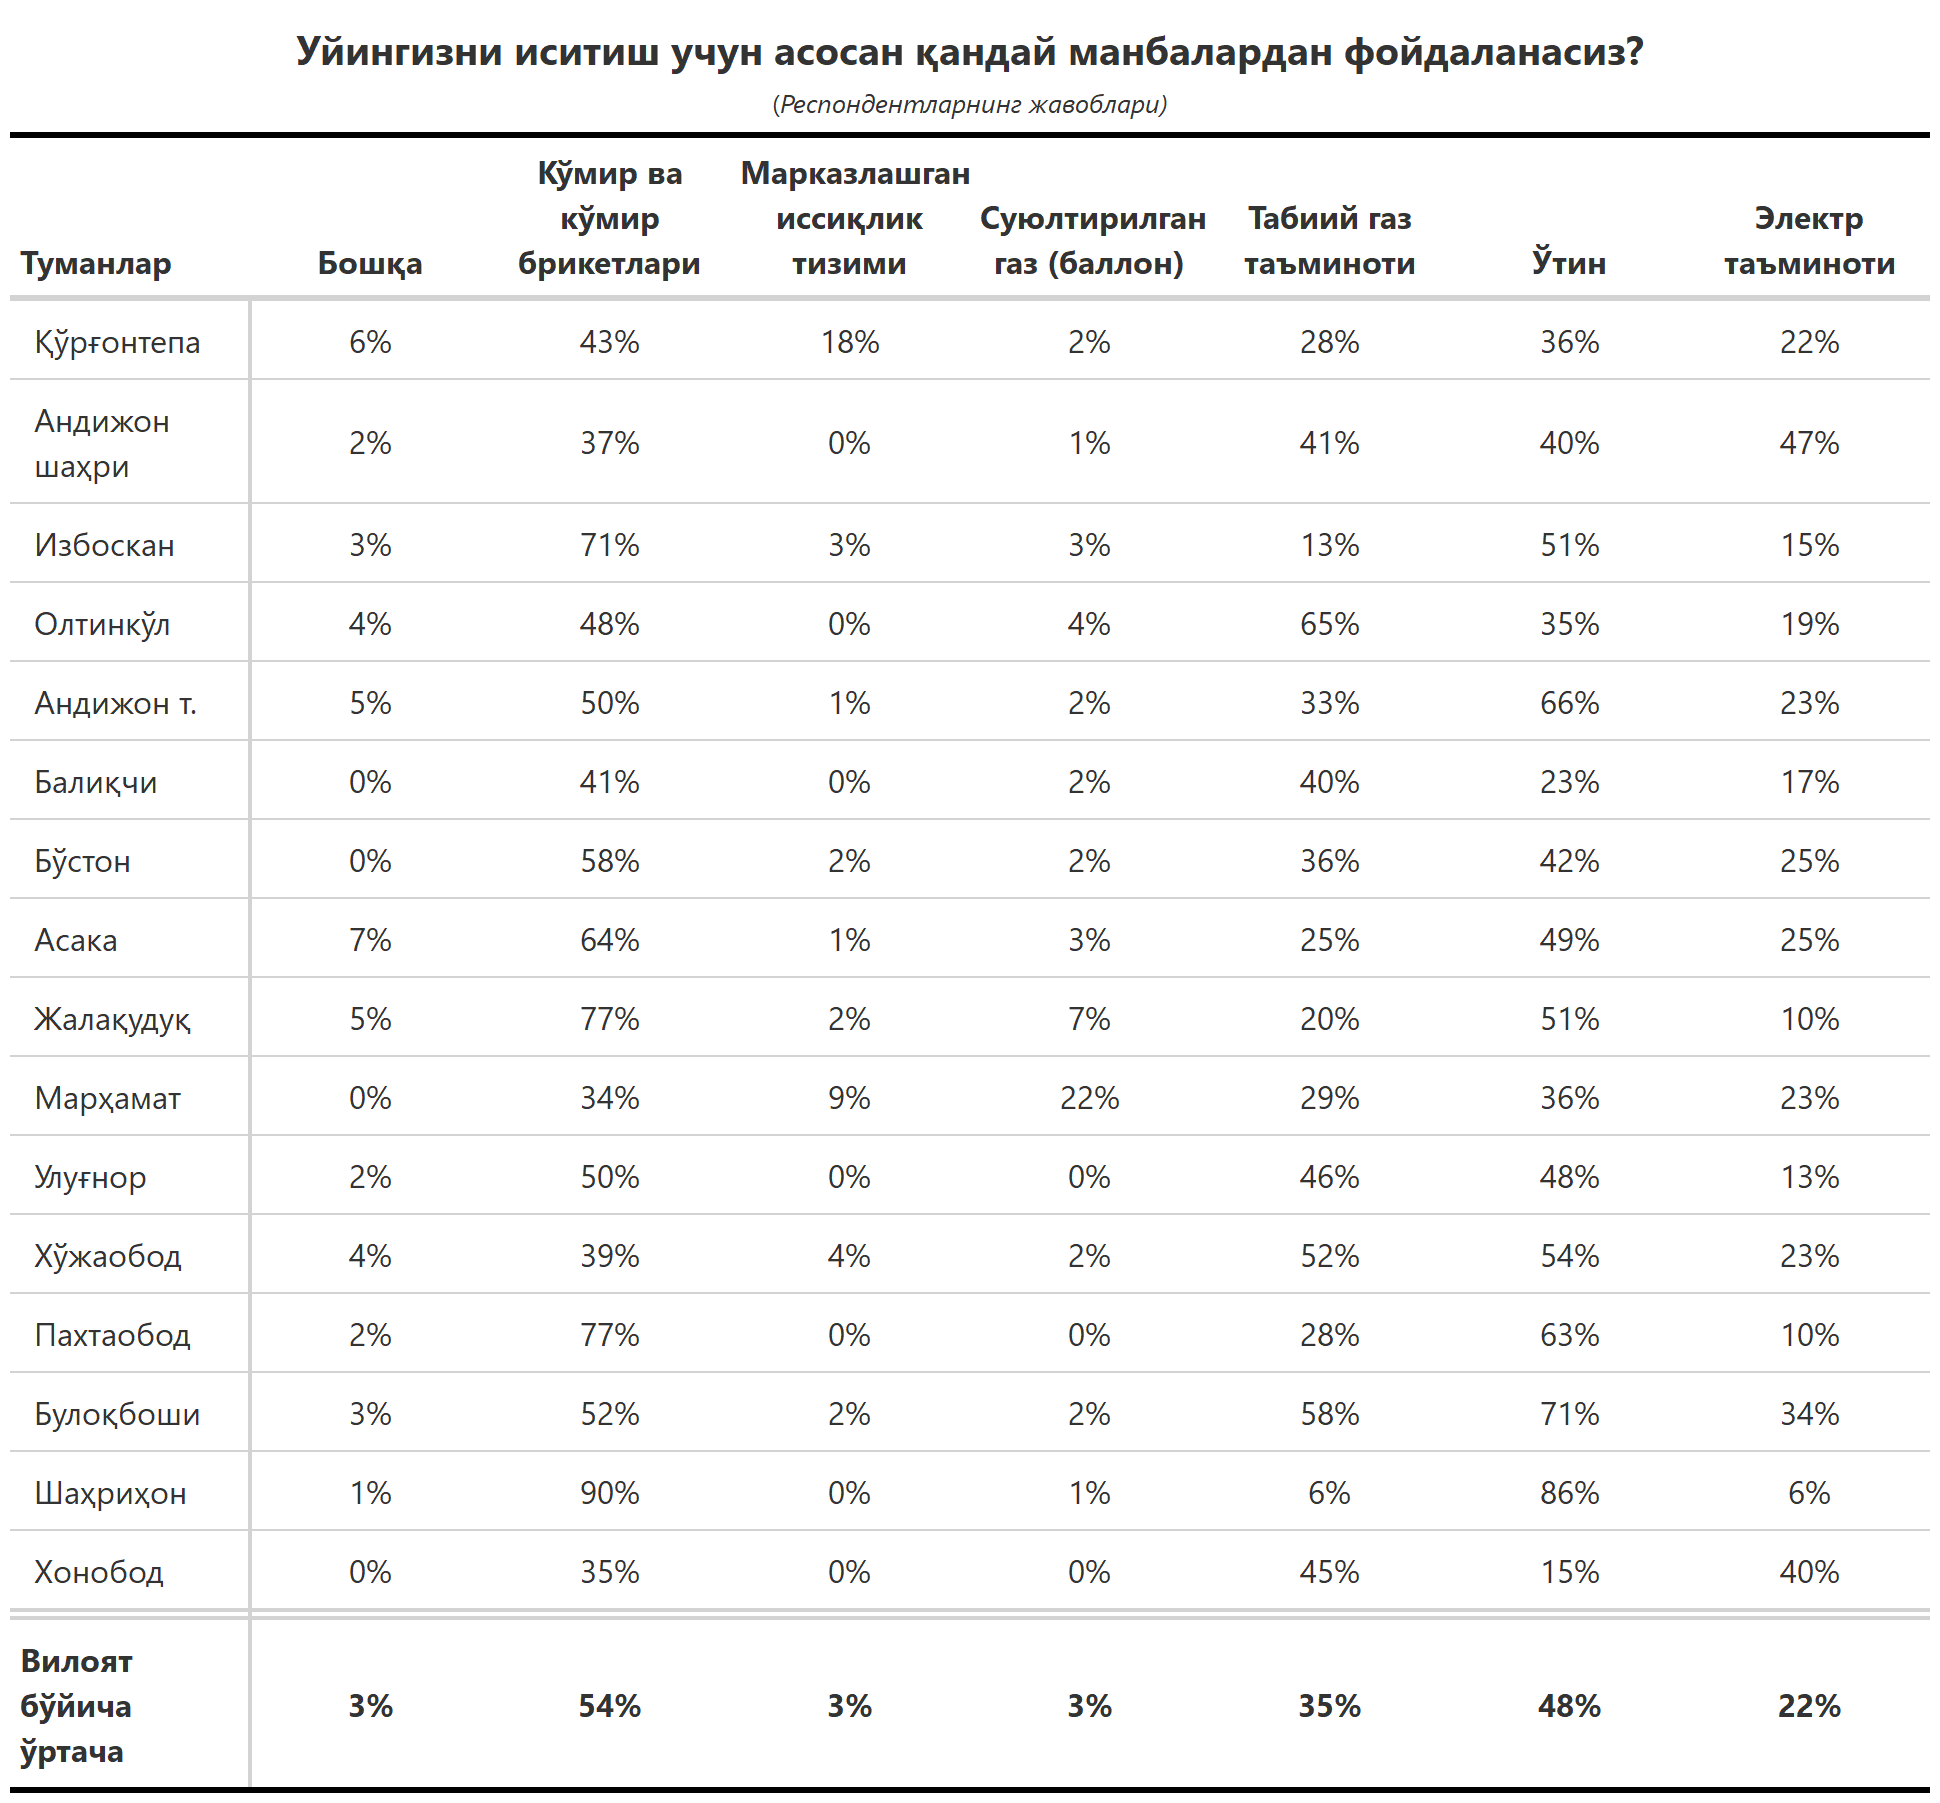 Уйингизни иситиш учун асосан қандай манбалардан фойдаланасиз?
(Респондентларнинг жавоблари)
Туманлар Бошқа Кўмир ва кўмир брикетлари Марказлашган иссиқлик тизими Суюлтирилган газ (баллон) Табиий газ таъминоти Ўтин Электр таъминоти
Қўрғонтепа 6% 43% 18% 2% 28% 36% 22%
Андижон шаҳри 2% 37% 0% 1% 41% 40% 47%
Избоскан 3% 71% 3% 3% 13% 51% 15%
Олтинкўл 4% 48% 0% 4% 65% 35% 19%
Андижон т. 5% 50% 1% 2% 33% 66% 23%
Балиқчи 0% 41% 0% 2% 40% 23% 17%
Бўстон 0% 58% 2% 2% 36% 42% 25%
Асака 7% 64% 1% 3% 25% 49% 25%
Жалақудуқ 5% 77% 2% 7% 20% 51% 10%
Марҳамат 0% 34% 9% 22% 29% 36% 23%
Улуғнор 2% 50% 0% 0% 46% 48% 13%
Хўжаобод 4% 39% 4% 2% 52% 54% 23%
Пахтаобод 2% 77% 0% 0% 28% 63% 10%
Булоқбоши 3% 52% 2% 2% 58% 71% 34%
Шаҳриҳон 1% 90% 0% 1% 6% 86% 6%
Хонобод 0% 35% 0% 0% 45% 15% 40%
Вилоят бўйича ўртача 3% 54% 3% 3% 35% 48% 22%